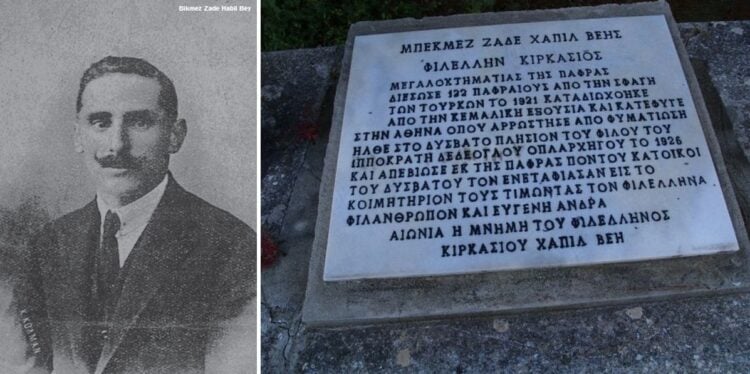 Bikmez Zade Habil Bey
K. KOLMAN
ΜΠΕΚΜΕΖ ΖΑΔΕ ΧΑΠΙΛ ΒΕΗΣ
ΦΙΛΕΛΛΗΝ ΚΙΡΚΑΣΙΟΣ
ΜΕΓΑΛΟΚΤΗΜΑΤΙΑΣ ΤΗΣ ΠΑΦΡΑΣ
ΔΙΕΣΩΣΕ 122 ΠΑΦΡΑΙΟΥΣ ΑΠΟ ΤΗΝ ΣΦΑΓΗ
ΤΩΝ ΤΟΥΡΚΩΝ ΤΟ 1921 ΚΑΤΑΔΙΩΧΘΗΚΕ
ΑΠΟ ΤΗΝ ΚΕΜΑΛΙΚΗ ΕΞΟΥΣΙΑ ΚΑΙ ΚΑΤΕΦΥΓΕ
ΣΤΗΝ ΑΘΗΝΑ ΟΠΟΥ ΑΡΡΩΣΤΗΣΕ ΑΠΟ ΦΥΜΑΤΙΩΣΗ
ΗΛΘΕ ΣΤΟ ΔΥΣΒΑΤΟ ΠΛΗΣΙΟΝ ΤΟΥ ΦΙΛΟΥ ΤΟΥ
ΙΠΠΟΚΡΑΤΗ ΔΕΔΕΟΓΛΟΥ ΟΠΛΑΡΧΗΓΟΥ ΤΟ 1926
ΚΑΙ ΑΠΕΒΙΩΣΕ ΕΚ ΤΗΣ ΠΑΦΡΑΣ ΠΟΝΤΟΥ ΚΑΤΟΙΚΟΙ
ΤΟΥ ΔΥΣΒΑΤΟΥ ΤΟΝ ΕΝΕΤΑΦΙΑΣΑΝ ΕΙΣ ΤΟ
ΚΟΙΜΗΤΗΡΙΟΝ ΤΟΥΣ ΤΙΜΩΝΤΑΣ ΤΟΝ ΦΙΛΕΛΛΗΝΑ
ΦΙΛΑΝΘΡΩΠΟΝ ΚΑΙ ΕΥΓΕΝΗ ΑΝΔΡΑ
ΑΙΩΝΙΑ Η ΜΝΗΜΗ ΤΟΥ ΦΙΛΕΛΛΗΝΟΣ
ΚΙΡΚΑΣΙΟΥ ΧΑΠΙΛ ΒΕΗ